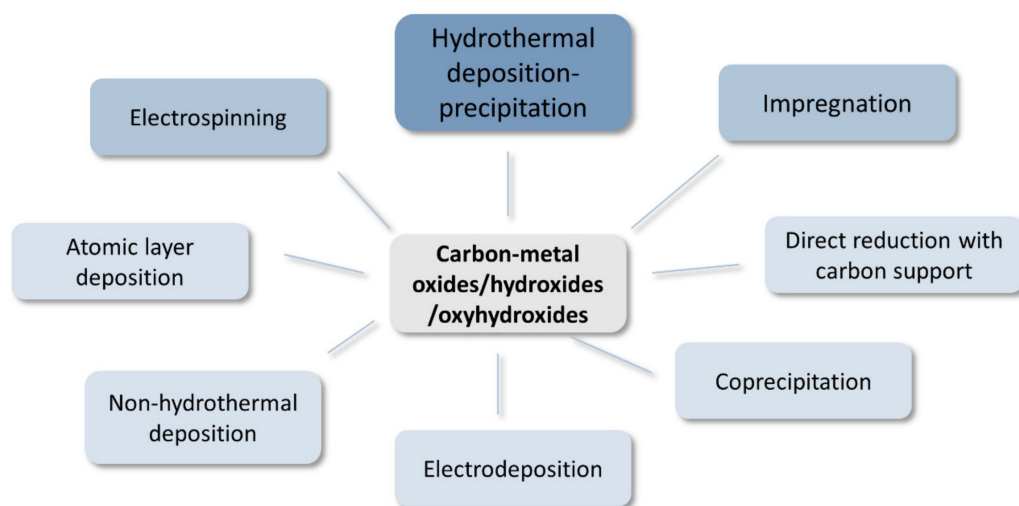 Hydrothermal
deposition-
precipitation
Electrospinning
Impregnation
Atomic layer
deposition
Carbon-metal
oxides/hydroxides
/oxyhydroxides
Direct reduction with
carbon support
Non-hydrothermal
deposition
Coprecipitation
Electrodeposition